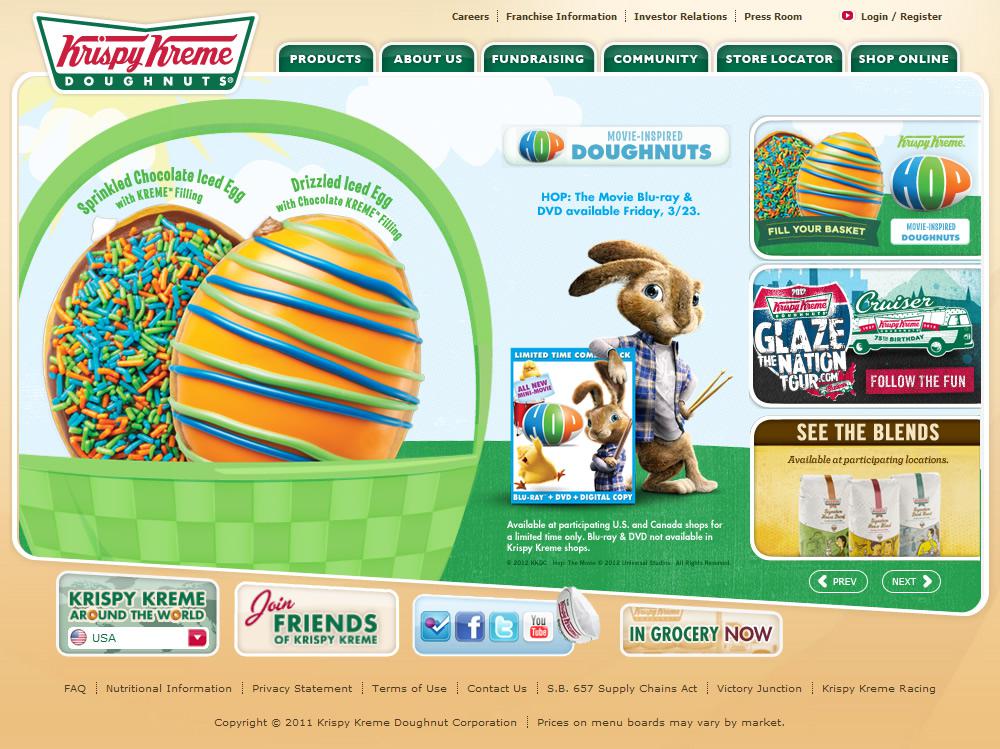 Careers
Franchise Information
Investor Relations
Press Room
Login / Register
Krispy Kreme
DOUGHNUTS®
PRODUCTS
ABOUT US
FUNDRAISING
COMMUNITY
STORE LOCATOR
SHOP ONLINE
Sprinkled Chocolate Iced Egg
with KREME™ Filling
Drizzled Iced Egg
with Chocolate KREME™ Filling
HOP
MOVIE-INSPIRED
DOUGHNUTS
HOP: The Movie Blu-ray &
DVD available Friday, 3/23.
LIMITED TIME COM
CK
ALL NEW
MINI-MOVIE
HOP
BLU-RAY™ + DVD + DIGITAL COPY
Available at participating U.S. and Canada shops for
a limited time only. Blu-ray & DVD not available in
Krispy Kreme shops.
© 2012 KKDC Hop: The Movie © 2012 Universal Studios. All Rights Reserved.
Krispy Kreme.
HOP
FILL YOUR BASKET
MOVIE-INSPIRED
DOUGHNUTS
2012
Krispy Kreme
DOUGHNUTS
GLAZE
THE NATION
TOUR.COM
Cruiser
Krispy Kreme
75TH BIRTHDAY
FOLLOW THE FUN
SEE THE BLENDS
Available at participating locations.
PREV
NEXT
KRISPY KREME
AROUND THE WORLD
USA
Join
FRIENDS
OF KRISPY KREME
f
t
You
Tube
IN GROCERY NOW
FAQ
Nutritional Information
Privacy Statement
Terms of Use
Contact Us
S.B. 657 Supply Chains Act
Victory Junction
Krispy Kreme Racing
Copyright © 2011 Krispy Kreme Doughnut Corporation
Prices on menu boards may vary by market.